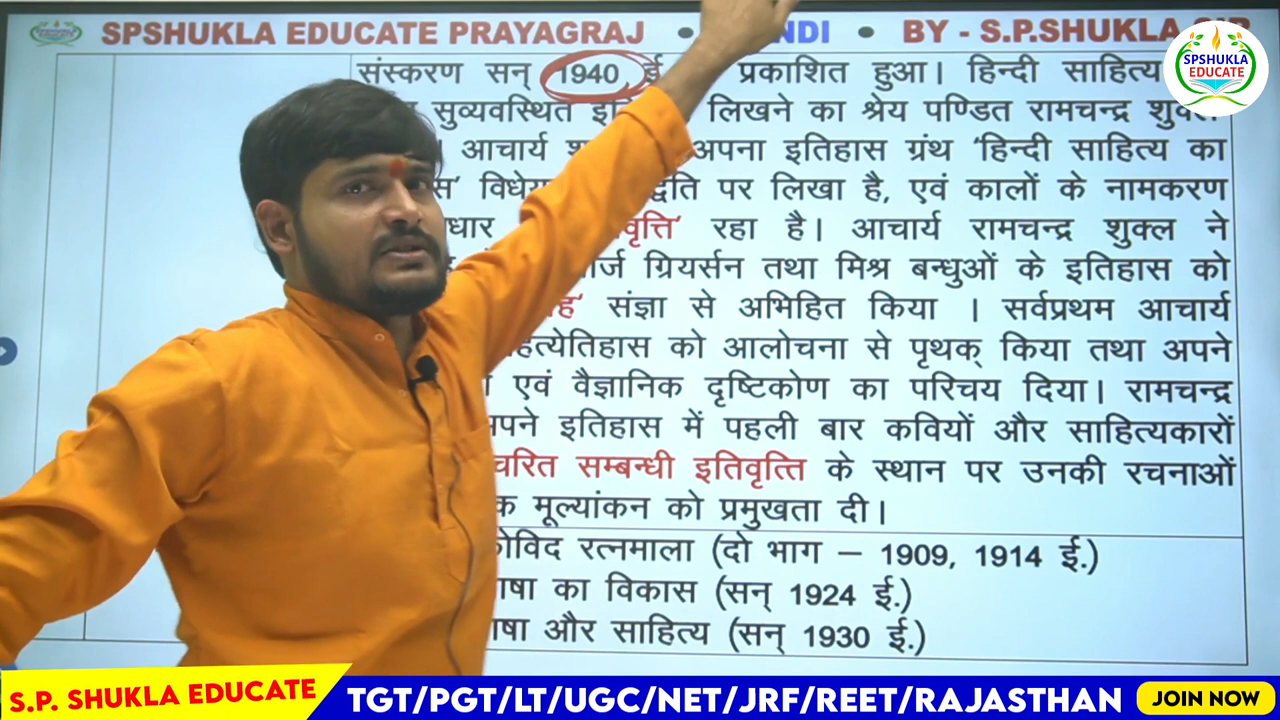 SPSHUKLA EDUCATE PRAYAGRAJ • NDI • BY - S.P.SHUKLA
SPSHUKLA
EDUCATE
संस्करण सन् 1940 ई प्रकाशित हुआ। हिन्दी साहित्य
सुव्यवस्थित लिखने का श्रेय पण्डित रामचन्द्र
आचार्य अपना इतिहास ग्रंथ ‘हिन्दी साहित्य का
स’ पर लिखा है, एवं कालों के नामकरण
धार वृत्ति’ रहा है। आचार्य रामचन्द्र शुक्ल ने
ग्रियर्सन तथा मिश्र बन्धुओं के इतिहास को
ह’ संज्ञा से अभिहित किया । सर्वप्रथम आचार्य
को आलोचना से पृथक् किया तथा अपने
एवं वैज्ञानिक दृष्टिकोण का परिचय दिया। रामचन्द्र
पने इतिहास में पहली बार कवियों और साहित्यकारों
चरित सम्बन्धी इतिवृत्ति के स्थान पर उनकी रचनाओं
क मूल्यांकन को प्रमुखता दी।
कोविद रत्नमाला (दो भाग – 1909, 1914 ई.)
ाषा का विकास (सन् 1924 ई.)
ाषा और साहित्य (सन् 1930 ई.)
S.P. SHUKLA EDUCATE
TGT/PGT/LT/UGC/NET/JRF/REET/RAJASTHAN
JOIN NOW